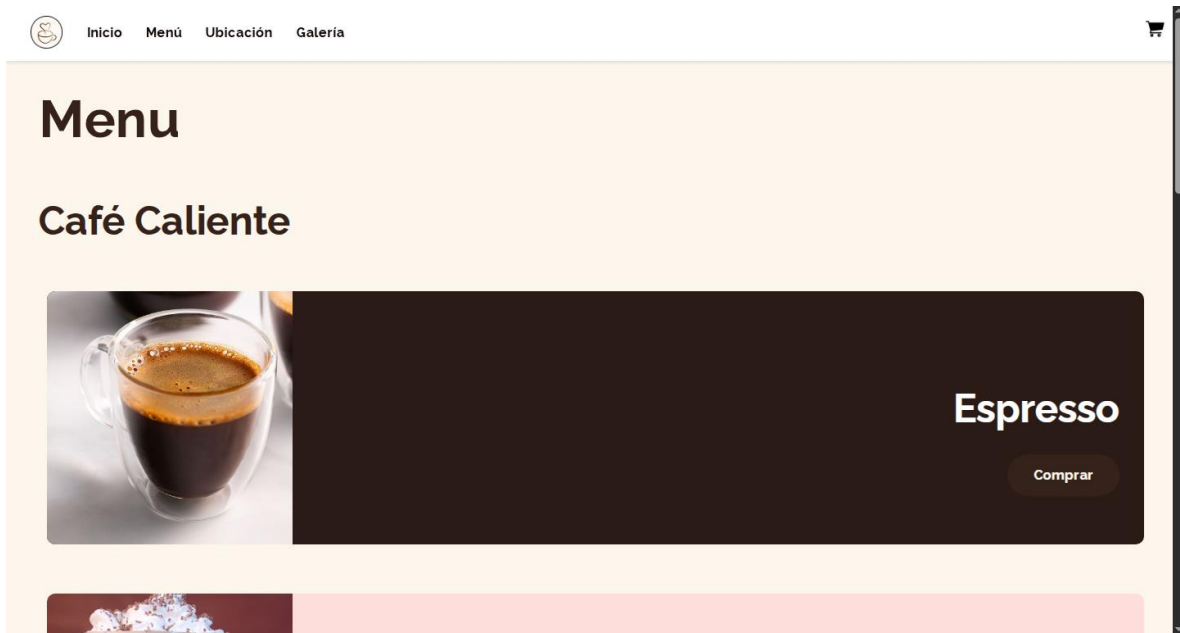 Inicio Menú Ubicación Galería
Menu
Café Caliente
Espresso
Comprar